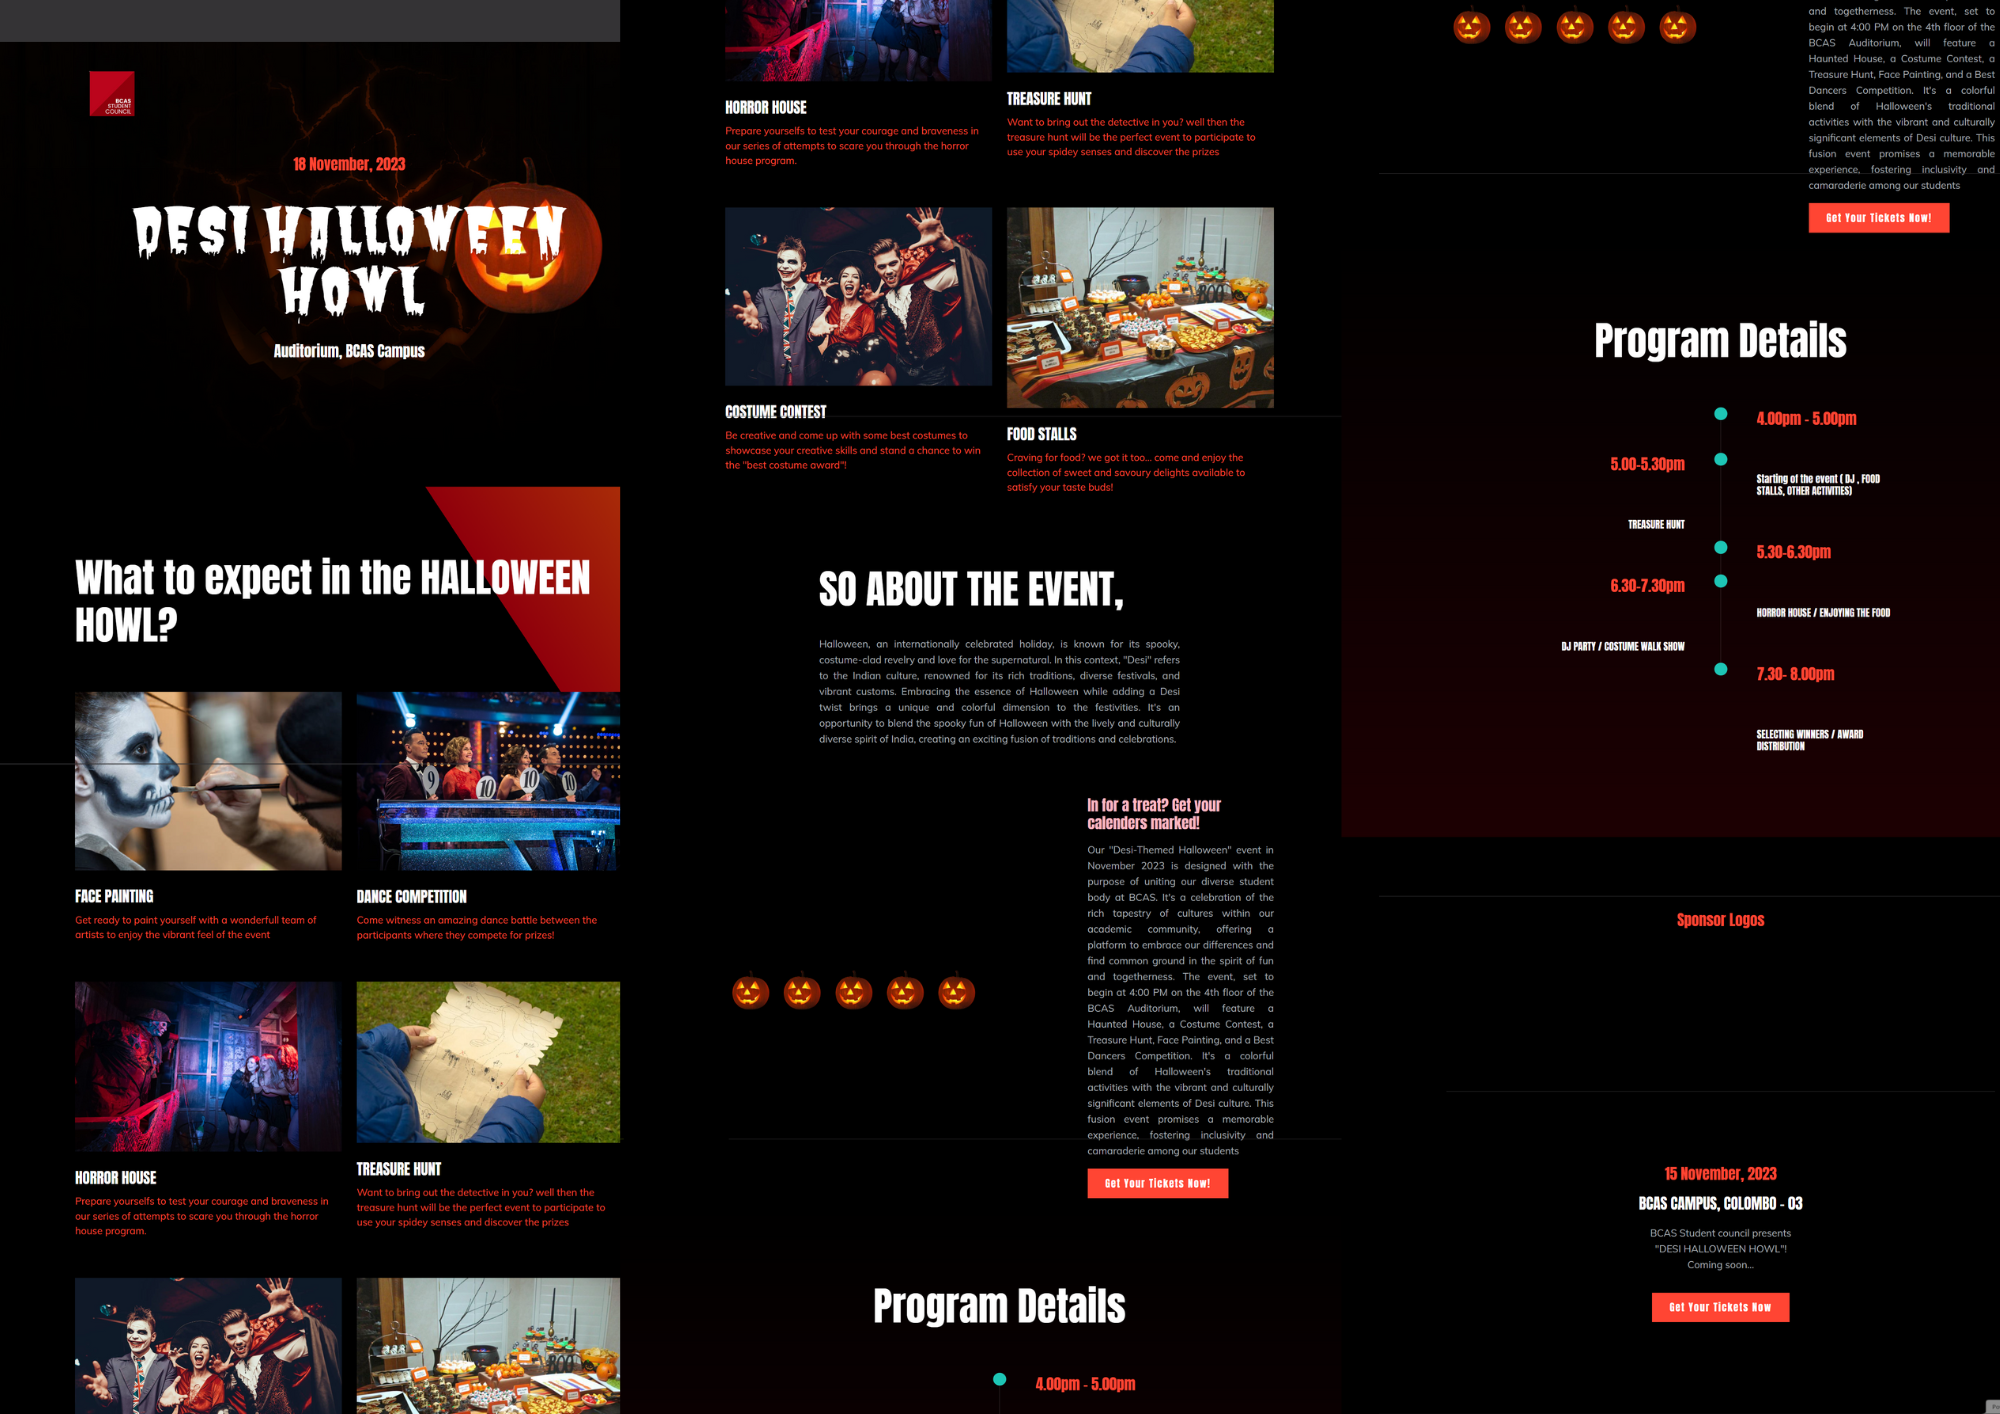 BCAS
STUDENT
COUNCIL
18 November, 2023
DESI HALLOWEEN
HOWL
Auditorium, BCAS Campus
What to expect in the HALLOWEEN
HOWL?
9
10
10
10
FACE PAINTING
Get ready to paint yourself with a wonderfull team of
artists to enjoy the vibrant feel of the event
DANCE COMPETITION
Come witness an amazing dance battle between the
participants where they compete for prizes!
HORROR HOUSE
Prepare yourselfs to test your courage and braveness in
our series of attempts to scare you through the horror
house program.
TREASURE HUNT
Want to bring out the detective in you? well then the
treasure hunt will be the perfect event to participate to
use your spidey senses and discover the prizes
HORROR HOUSE
Prepare yourselfs to test your courage and braveness in
our series of attempts to scare you through the horror
house program.
TREASURE HUNT
Want to bring out the detective in you? well then the
treasure hunt will be the perfect event to participate to
use your spidey senses and discover the prizes
COSTUME CONTEST
Be creative and come up with some best costumes to
showcase your creative skills and stand a chance to win
the "best costume award"!
FOOD STALLS
Craving for food? we got it too... come and enjoy the
collection of sweet and savoury delights available to
satisfy your taste buds!
SO ABOUT THE EVENT,
Halloween, an internationally celebrated holiday, is known for its spooky,
costume-clad revelry and love for the supernatural. In this context, "Desi" refers
to the Indian culture, renowned for its rich traditions, diverse festivals, and
vibrant customs. Embracing the essence of Halloween while adding a Desi
twist brings a unique and colorful dimension to the festivities. It's an
opportunity to blend the spooky fun of Halloween with the lively and culturally
diverse spirit of India, creating an exciting fusion of traditions and celebrations.
In for a treat? Get your
calenders marked!
Our "Desi-Themed Halloween" event in
November 2023 is designed with the
purpose of uniting our diverse student
body at BCAS. It's a celebration of the
rich tapestry of cultures within our
academic community, offering a
platform to embrace our differences and
find common ground in the spirit of fun
and togetherness. The event, set to
begin at 4:00 PM on the 4th floor of the
BCAS Auditorium, will feature a
Haunted House, a Costume Contest, a
Treasure Hunt, Face Painting, and a Best
Dancers Competition. It's a colorful
blend of Halloween's traditional
activities with the vibrant and culturally
significant elements of Desi culture. This
fusion event promises a memorable
experience, fostering inclusivity and
camaraderie among our students
Get Your Tickets Now!
Program Details
4.00pm - 5.00pm
and togetherness. The event, set to
begin at 4:00 PM on the 4th floor of the
BCAS Auditorium, will feature a
Haunted House, a Costume Contest, a
Treasure Hunt, Face Painting, and a Best
Dancers Competition. It's a colorful
blend of Halloween's traditional
activities with the vibrant and culturally
significant elements of Desi culture. This
fusion event promises a memorable
experience, fostering inclusivity and
camaraderie among our students
Get Your Tickets Now!
Program Details
4.00pm - 5.00pm
Starting of the event ( DJ , FOOD
STALLS, OTHER ACTIVITIES)
5.00-5.30pm
TREASURE HUNT
5.30-6.30pm
HORROR HOUSE / ENJOYING THE FOOD
6.30-7.30pm
DJ PARTY / COSTUME WALK SHOW
7.30- 8.00pm
SELECTING WINNERS / AWARD
DISTRIBUTION
Sponsor Logos
15 November, 2023
BCAS CAMPUS, COLOMBO - 03
BCAS Student council presents
"DESI HALLOWEEN HOWL"!
Coming soon...
Get Your Tickets Now